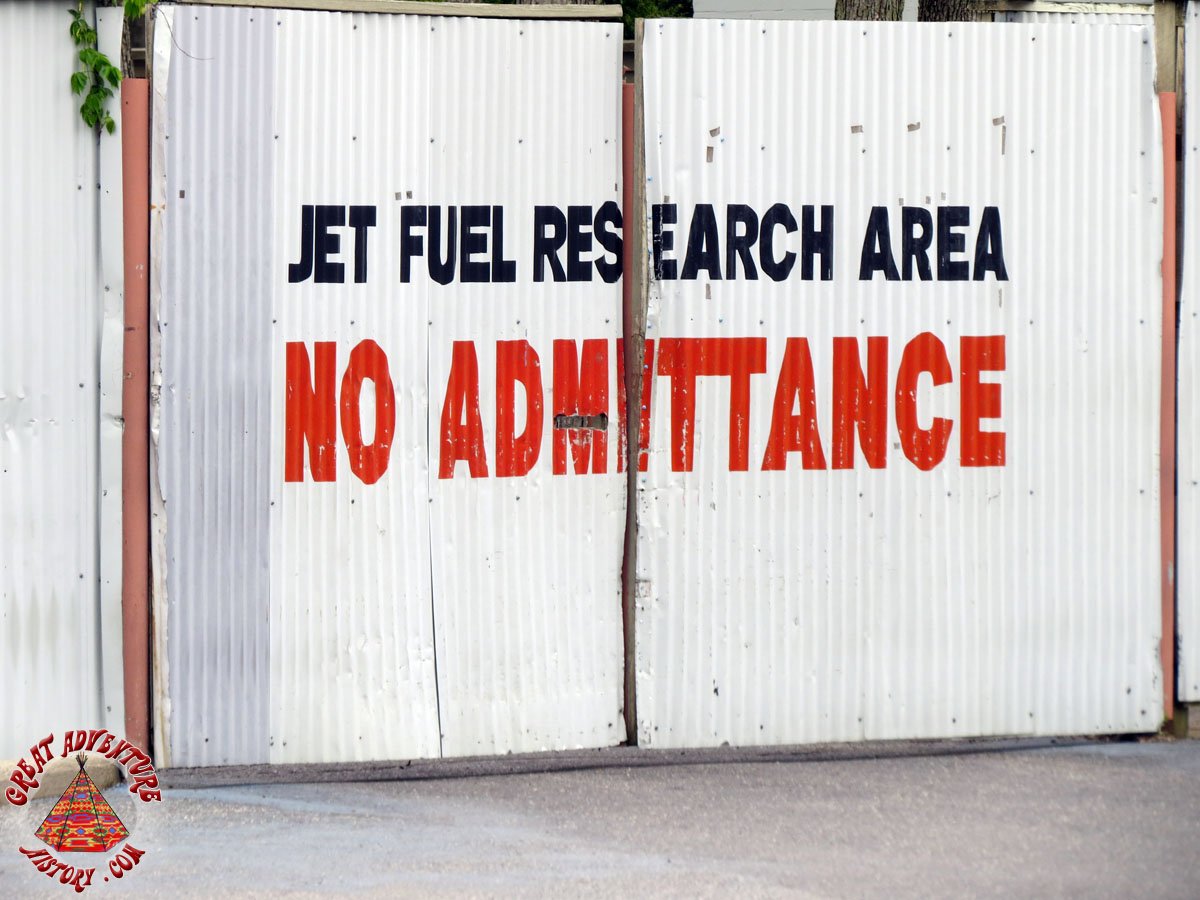 JET FUEL RESEARCH AREA
NO ADMITTANCE
GREAT ADVENTURE
HISTORY.COM